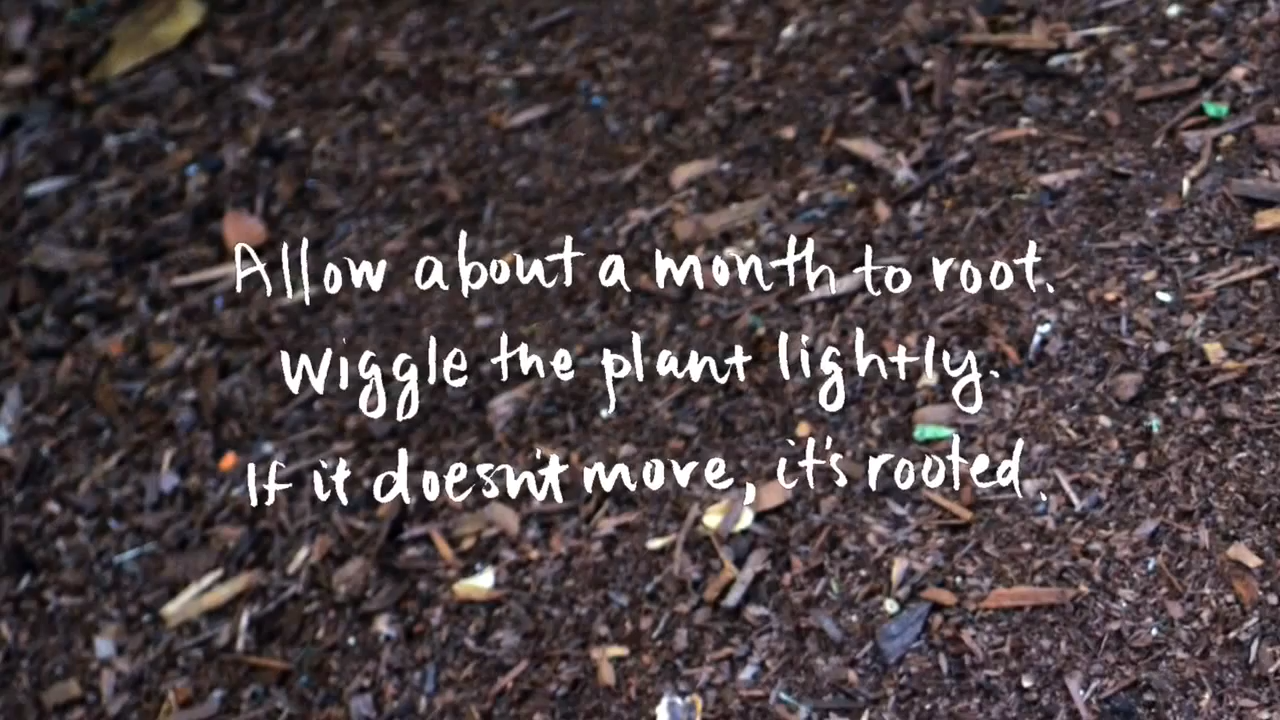 Allow about a month to root.
Wiggle the plant lightly.
If it doesn't move, it's rooted.